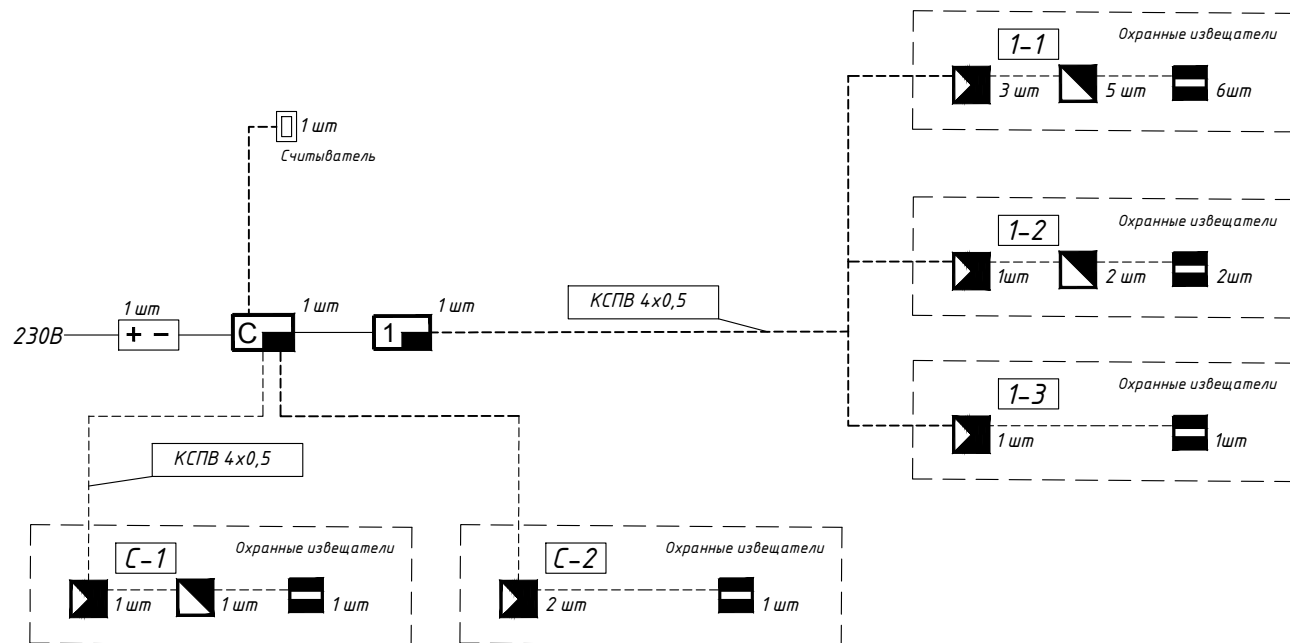 Охранные извещатели
1-1
3 шт
5 шт
6шт
1 шт
Считыватель
Охранные извещатели
1-2
1шт
2 шт
2шт
230В
1 шт
+ −
С
1 шт
1
1 шт
КСПВ 4х0,5
Охранные извещатели
1-3
1 шт
1шт
КСПВ 4х0,5
Охранные извещатели
С-1
1 шт
1 шт
1 шт
Охранные извещатели
С-2
2 шт
1 шт